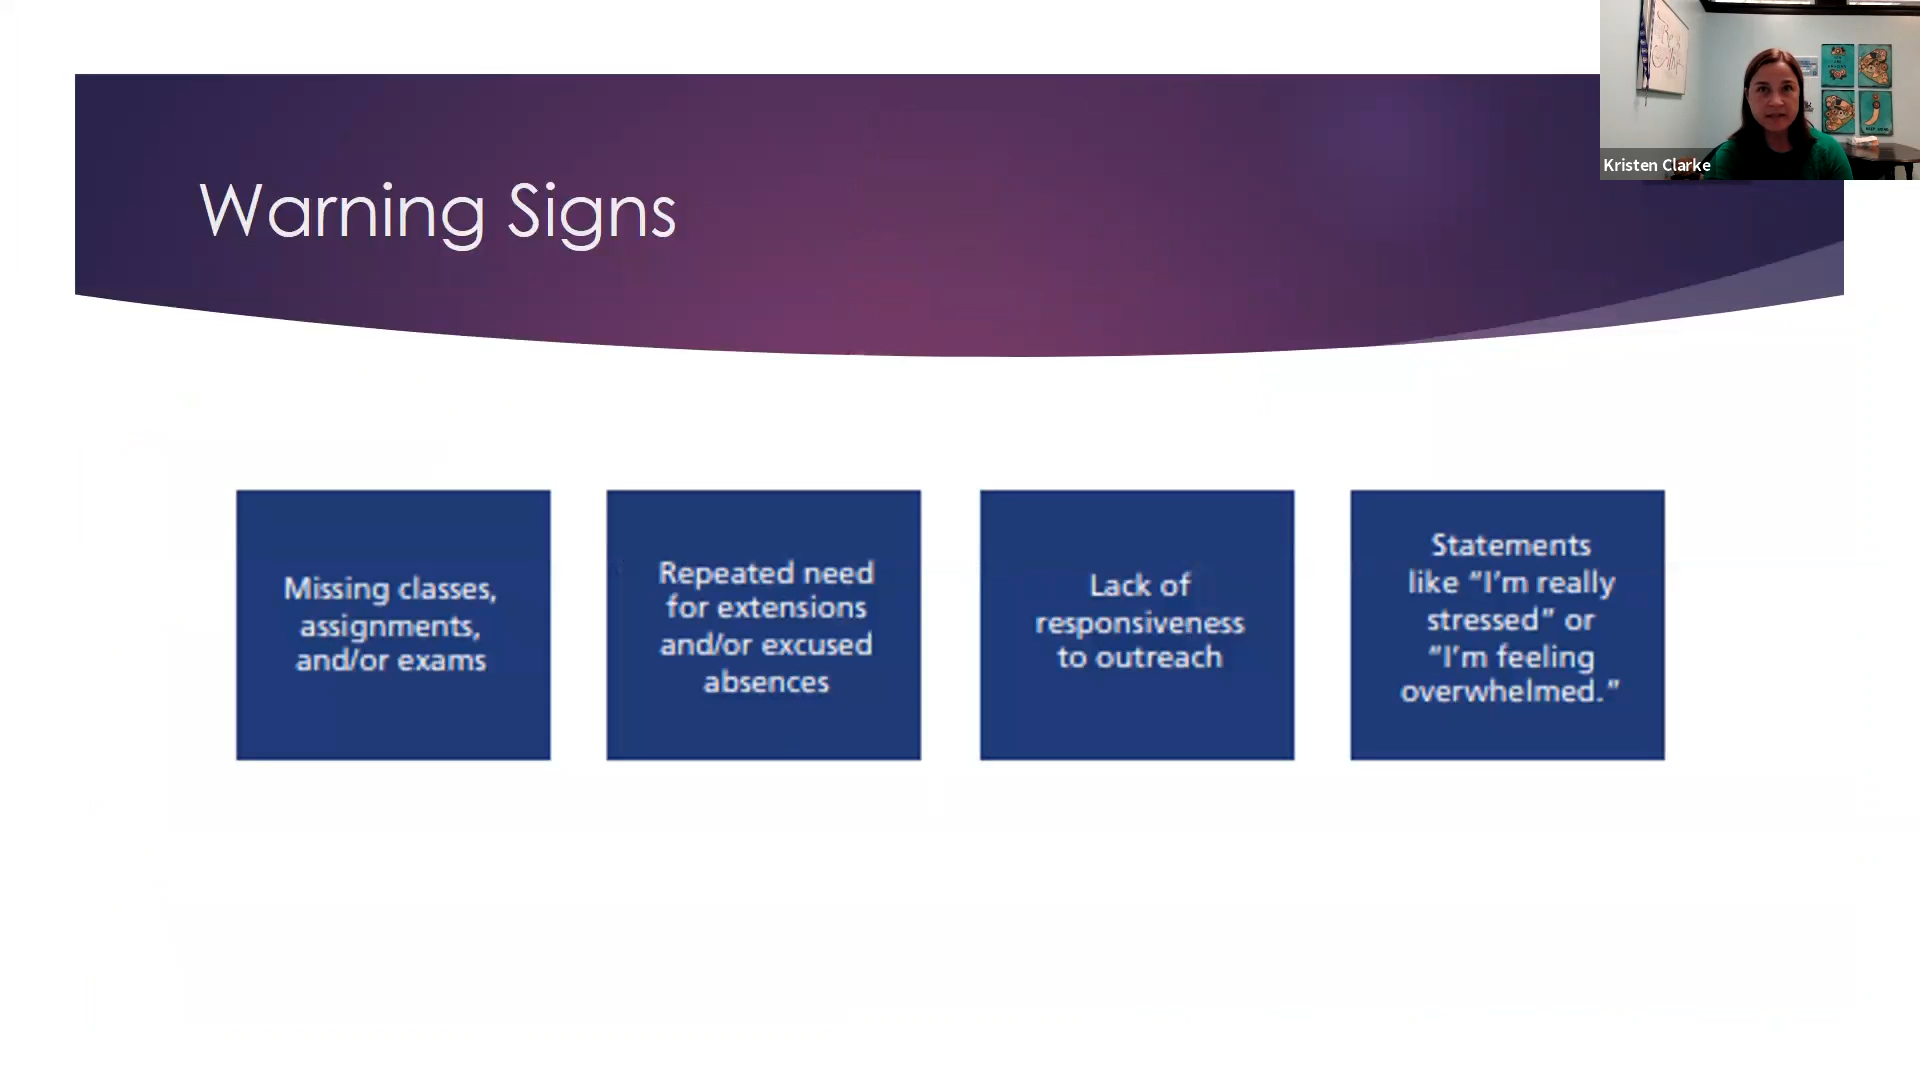 Warning Signs
Kristen Clarke
Missing classes,
assignments,
and/or exams
Repeated need
for extensions
and/or excused
absences
Lack of
responsiveness
to outreach
Statements
like “I’m really
stressed” or
“I’m feeling
overwhelmed.”